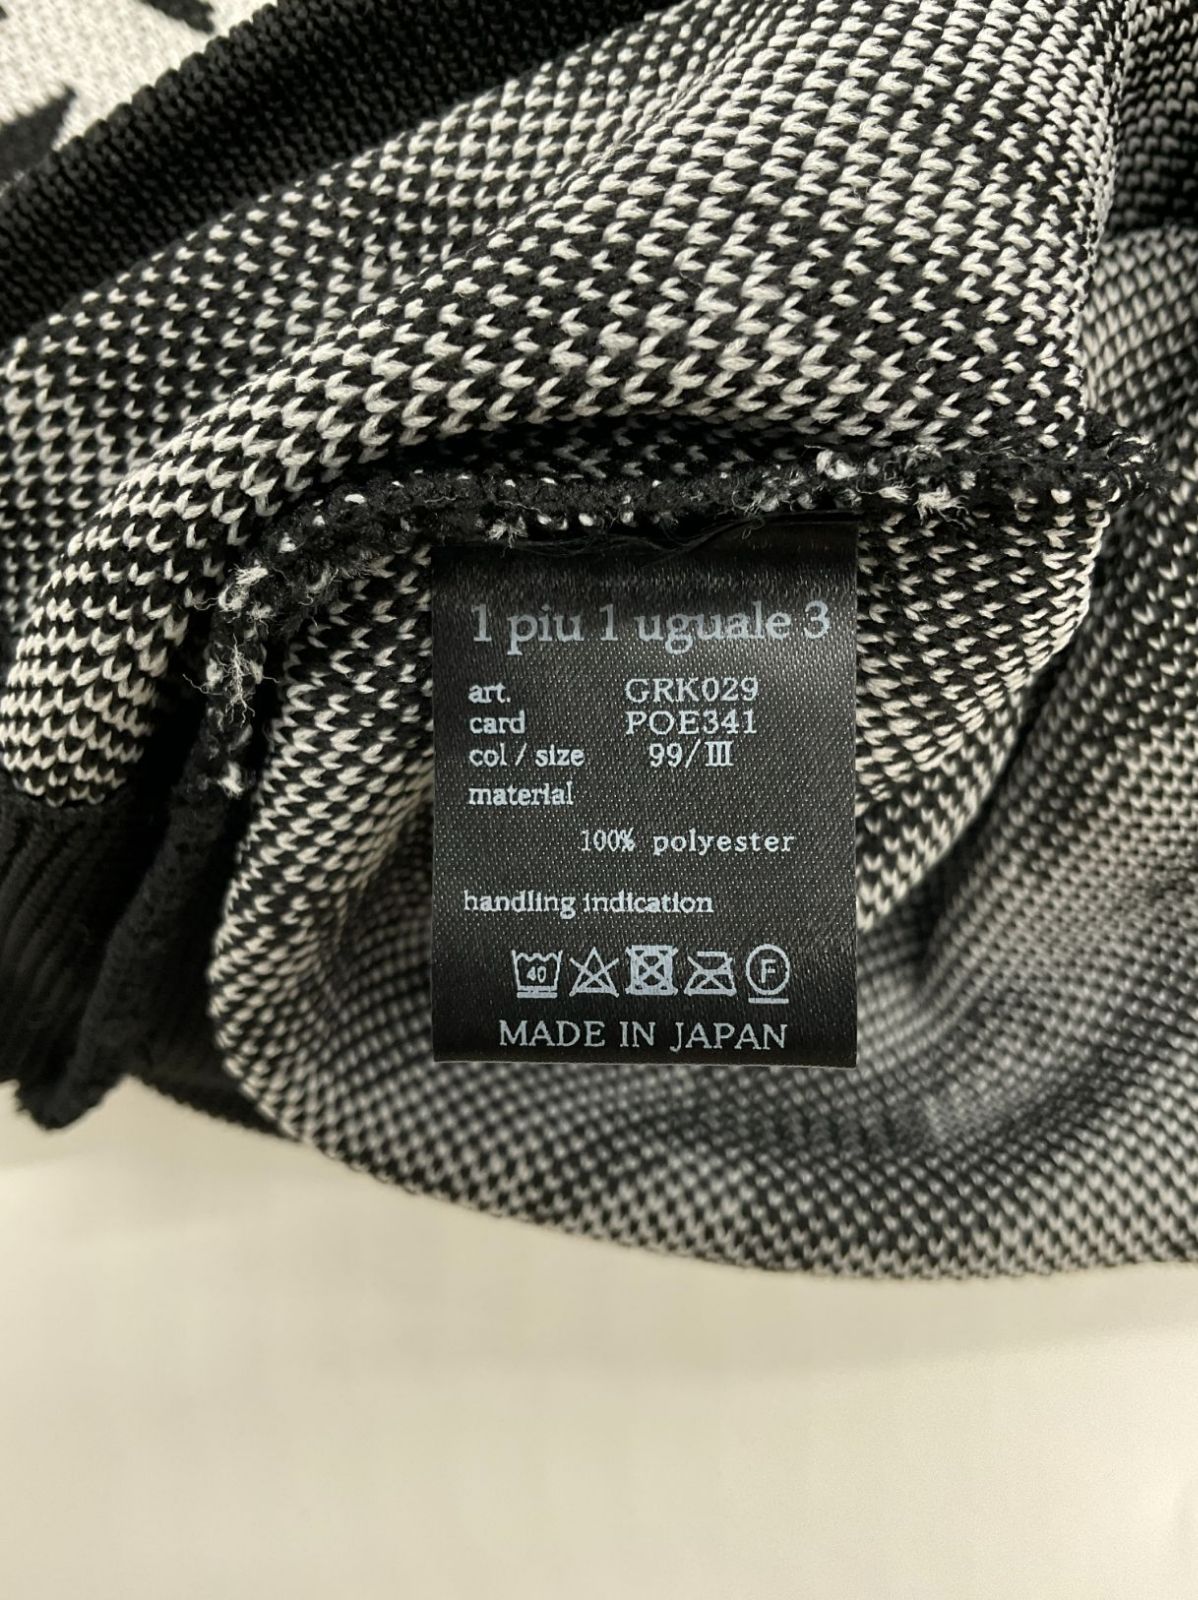 1 piu 1 uguale 3
art. GRK029
card POE341
col / size 99/III
material
100% polyester
handling indication
40 F
MADE IN JAPAN